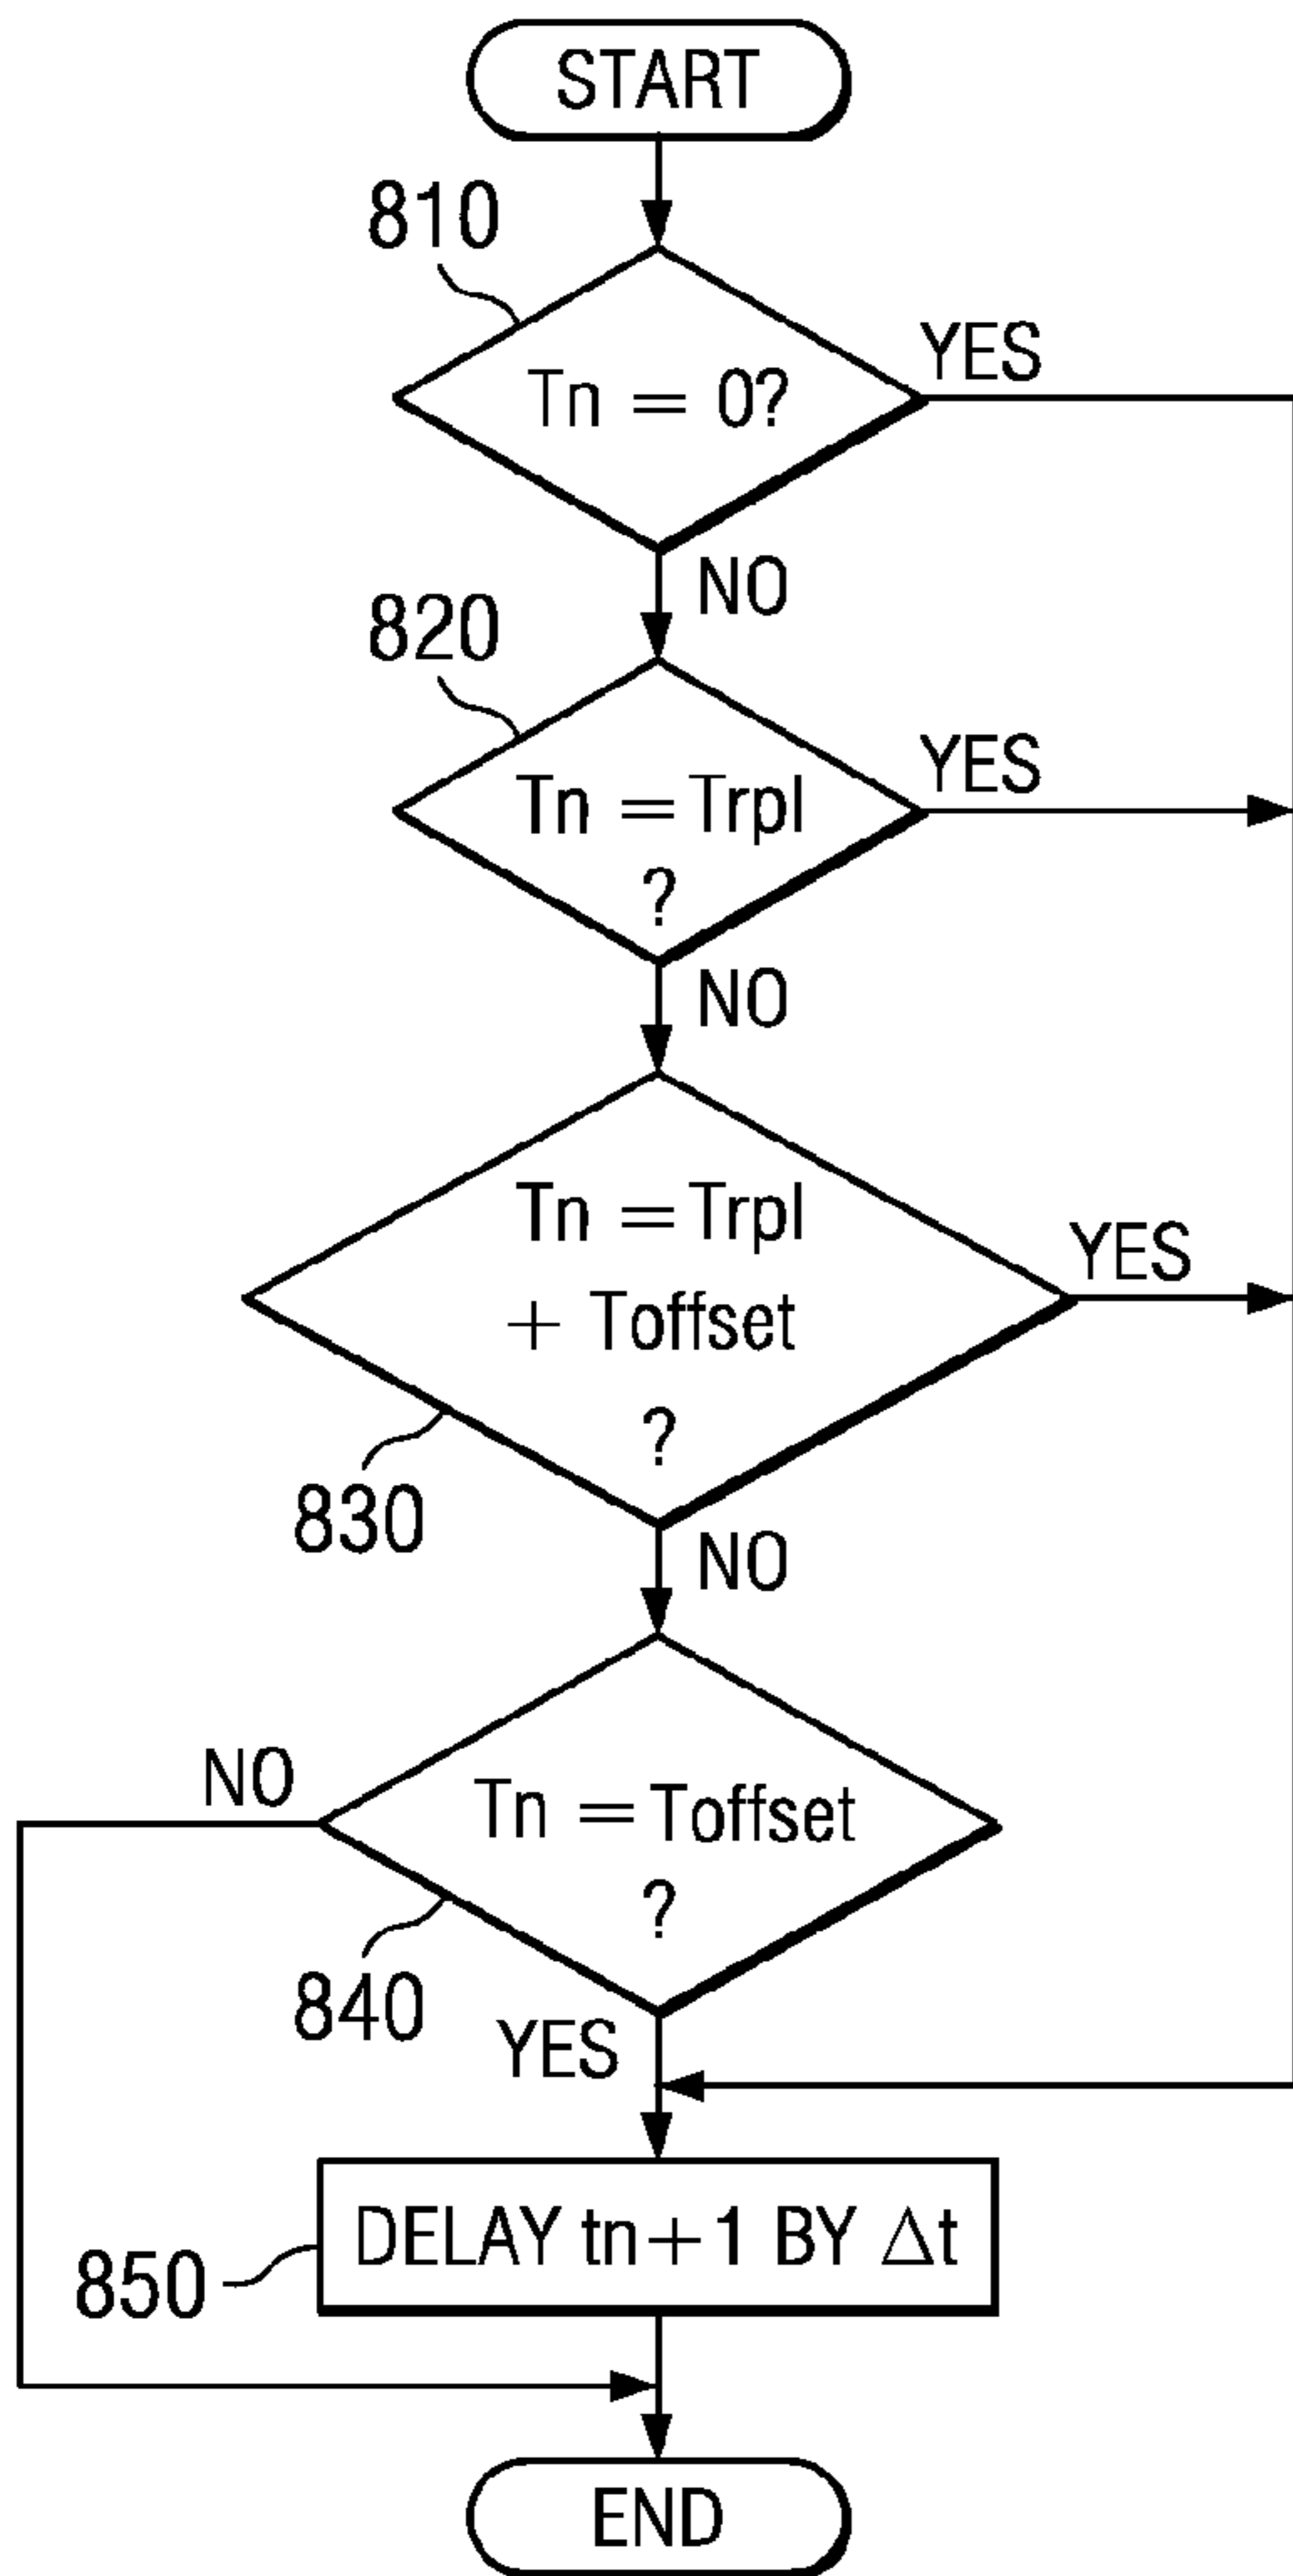 START
810
Tn = 0?
YES
NO
820
Tn = Trpl
?
YES
NO
Tn = Trpl
+ Toffset
?
YES
830
NO
NO
Tn = Toffset
?
840
YES
DELAY tn+1 BY Δt
850
END